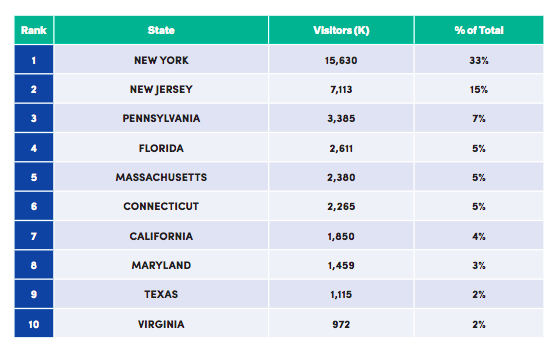 Rank State Visitors (K) % of Total
1 NEW YORK 15,630 33%
2 NEW JERSEY 7,113 15%
3 PENNSYLVANIA 3,385 7%
4 FLORIDA 2,611 5%
5 MASSACHUSETTS 2,380 5%
6 CONNECTICUT 2,265 5%
7 CALIFORNIA 1,850 4%
8 MARYLAND 1,459 3%
9 TEXAS 1,115 2%
10 VIRGINIA 972 2%